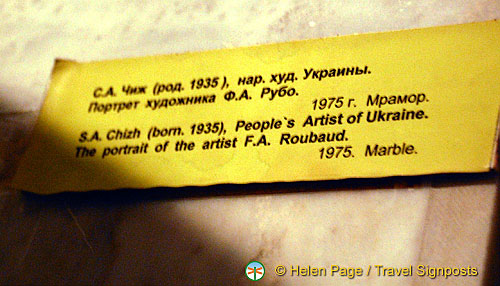 С.А. Чиж (род. 1935), нар. худ. Украины.
Портрет художника Ф.А. Рубо.
1975 г. Мрамор.
S.A. Chizh (born. 1935), People`s Artist of Ukraine.
The portrait of the artist F.A. Roubaud.
1975. Marble.
© Helen Page / Travel Signposts